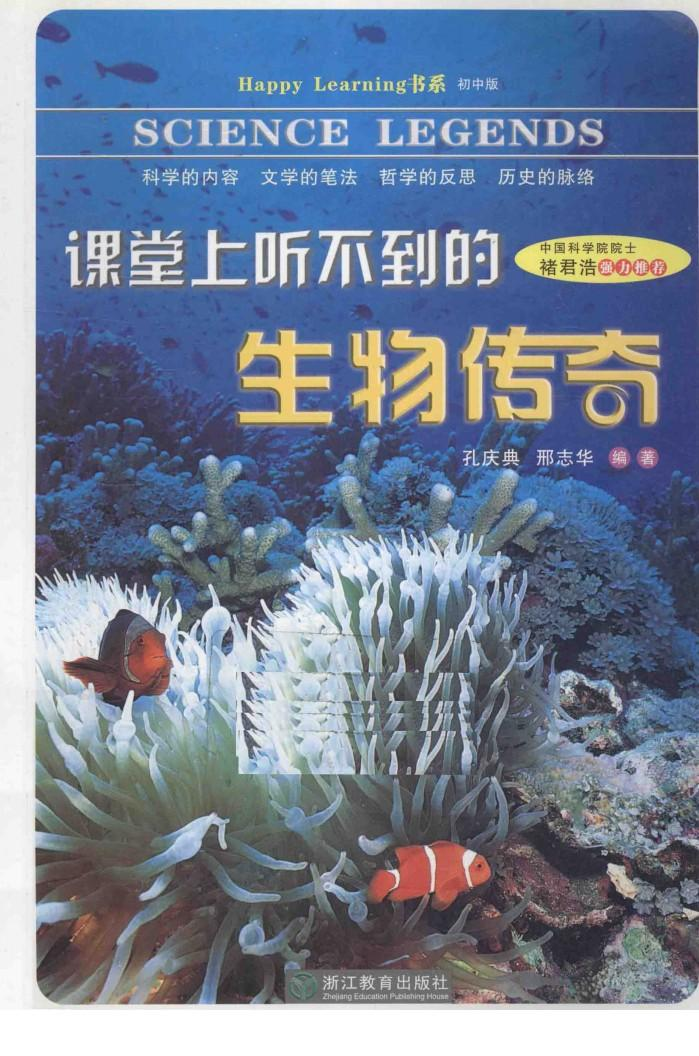 Happy Learning书系 初中版
SCIENCE LEGENDS
科学的内容 文学的笔法 哲学的反思 历史的脉络
课堂上听不到的
中国科学院院士
褚君浩强力推荐
生物传奇
孔庆典 邢志华 编著
浙江教育出版社
Zhejiang Education Publishing House